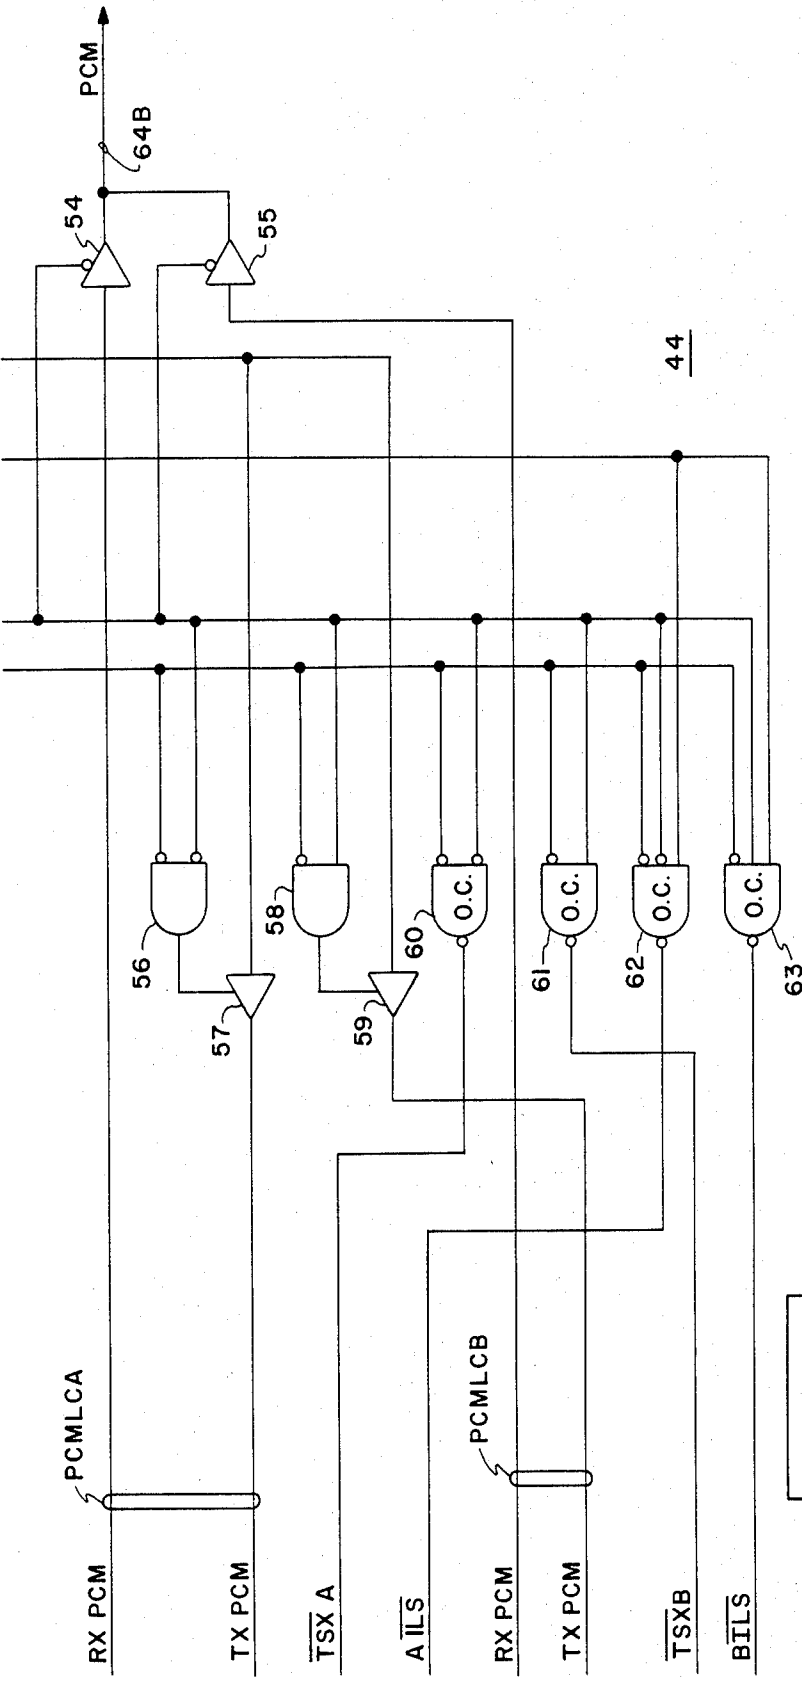 PCM
64B
54
55
44
56
57
58
59
O.C.
60
O.C.
61
O.C.
62
O.C.
63
PCMLCA
PCMLCB
RX PCM
TX PCM
TSX A
A ILS
RX PCM
TX PCM
TSXB
BILS